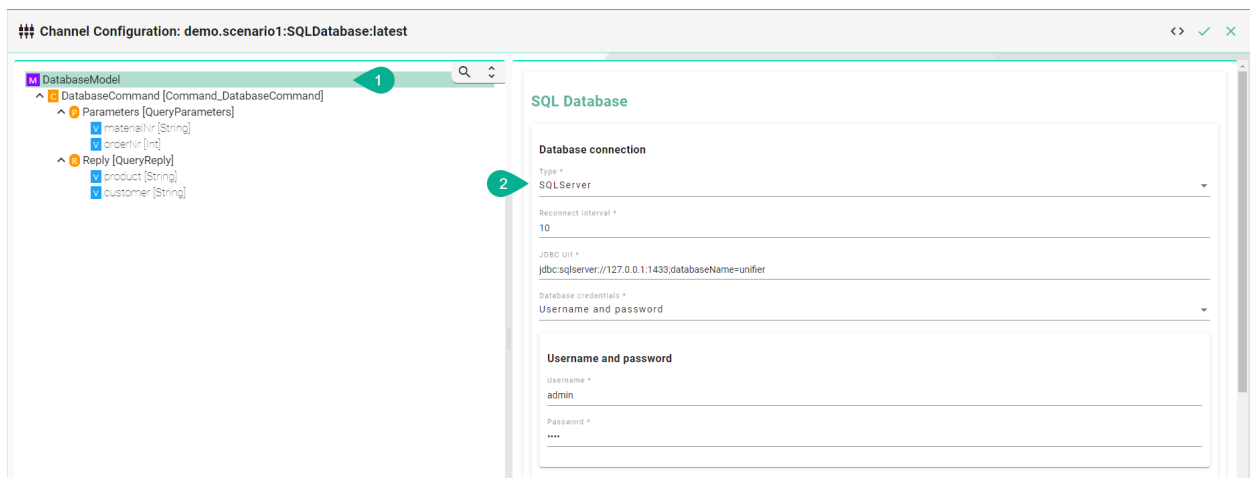 Channel Configuration: demo.scenario1:SQLDatabase:latest
M DatabaseModel
1
C DatabaseCommand [Command_DatabaseCommand]
P Parameters [QueryParameters]
V materialNr [String]
V orderNr [Int]
R Reply [QueryReply]
V product [String]
V customer [String]
SQL Database
Database connection
Type *
2
SQLServer
Reconnect interval *
10
JDBC Url *
jdbc:sqlserver://127.0.0.1:1433;databaseName=unifier
Database credentials *
Username and password
Username and password
Username *
admin
Password *
••••